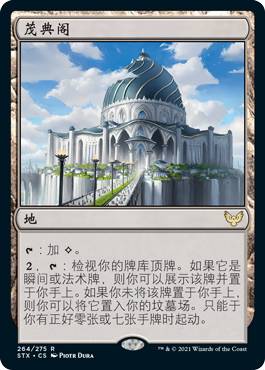 茂典阁
地
：加。
2，：检视你的牌库顶牌。如果它是
瞬间或法术牌，则你可以展示该牌并置
于你手上。如果你未将该牌置于你手上，
则你可以将它置入你的坟墓场。只能于
你有正好零张或七张手牌时起动。
264/275 R
STX • CS PIOTR DURA
™ & © 2021 Wizards of the Coast